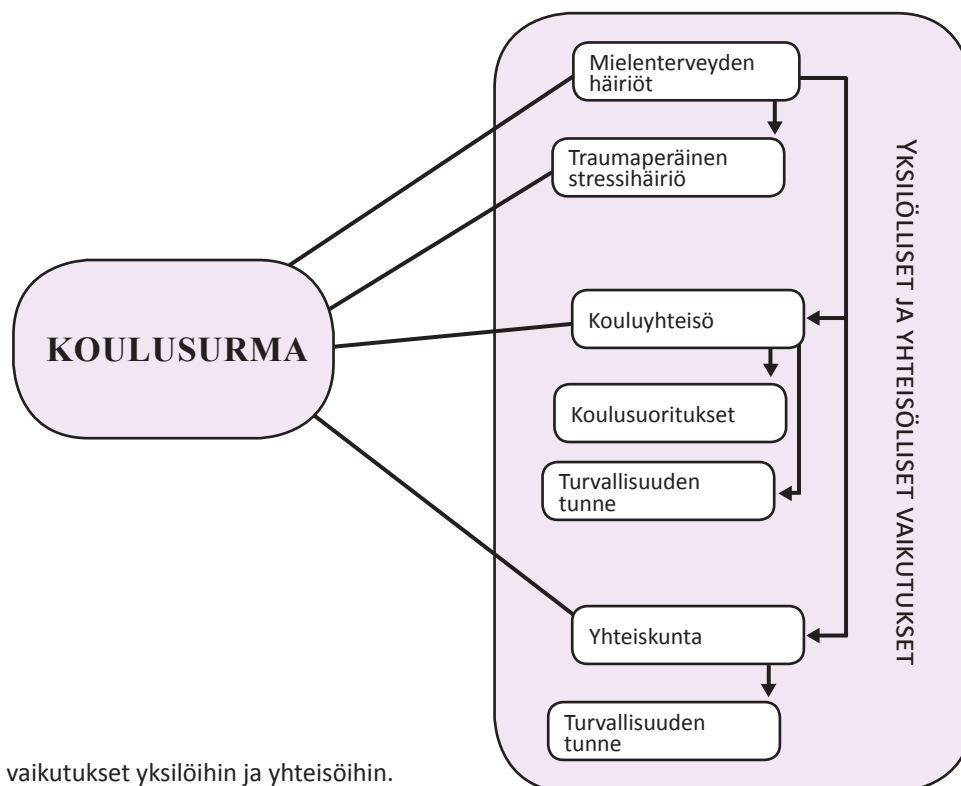 Mielenterveyden
häiriöt
Traumaperäinen
stressihäiriö
KOULUSURMA
Kouluyhteisö
Koulusuoritukset
Turvallisuuden
tunne
Yhteiskunta
Turvallisuuden
tunne
YKSILÖLLISET JA YHTEISÖLLISET VAIKUTUKSET
vaikutukset yksilöihin ja yhteisöihin.